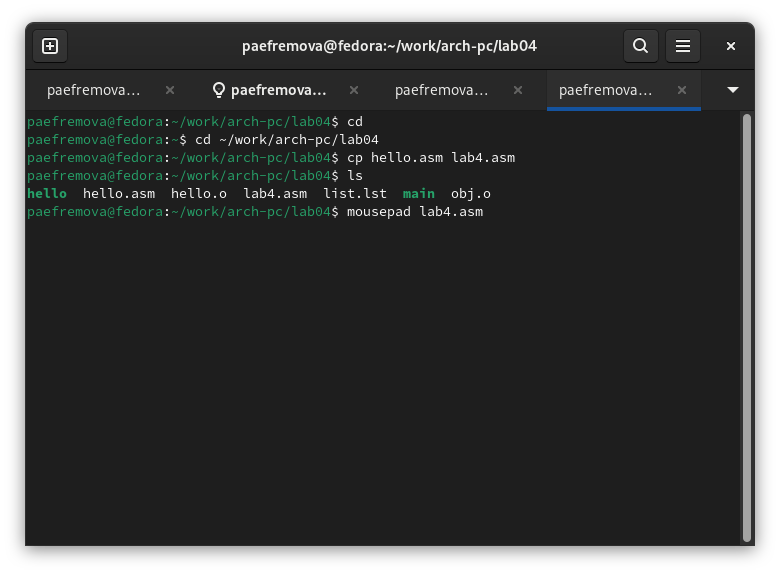 paefremova@fedora:~/work/arch-pc/lab04
paefremova... paefremova... paefremova... paefremova...
paefremova@fedora:~/work/arch-pc/lab04$ cd
paefremova@fedora:~$ cd ~/work/arch-pc/lab04
paefremova@fedora:~/work/arch-pc/lab04$ cp hello.asm lab4.asm
paefremova@fedora:~/work/arch-pc/lab04$ ls
hello  hello.asm  hello.o  lab4.asm  list.lst  main  obj.o
paefremova@fedora:~/work/arch-pc/lab04$ mousepad lab4.asm